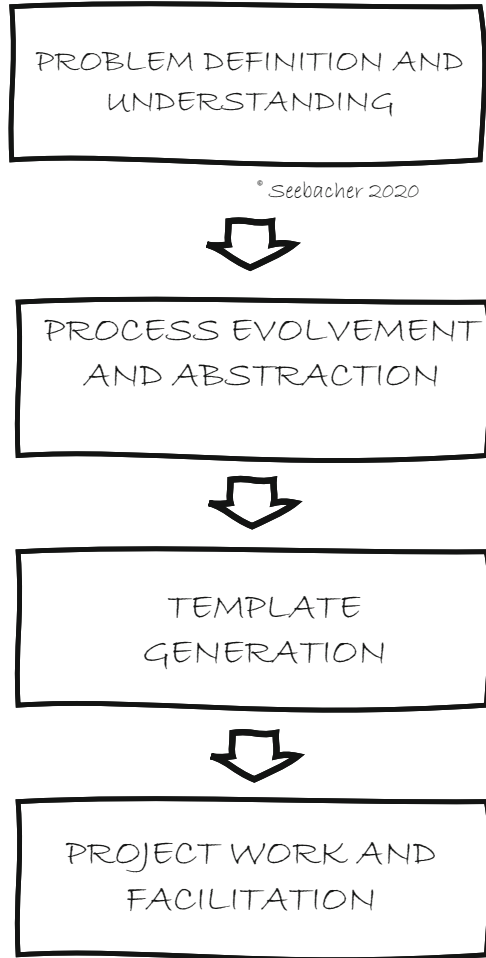 PROBLEM DEFINITION AND
UNDERSTANDING
© Seebacher 2020
PROCESS EVOLVEMENT
AND ABSTRACTION
TEMPLATE
GENERATION
PROJECT WORK AND
FACILITATION